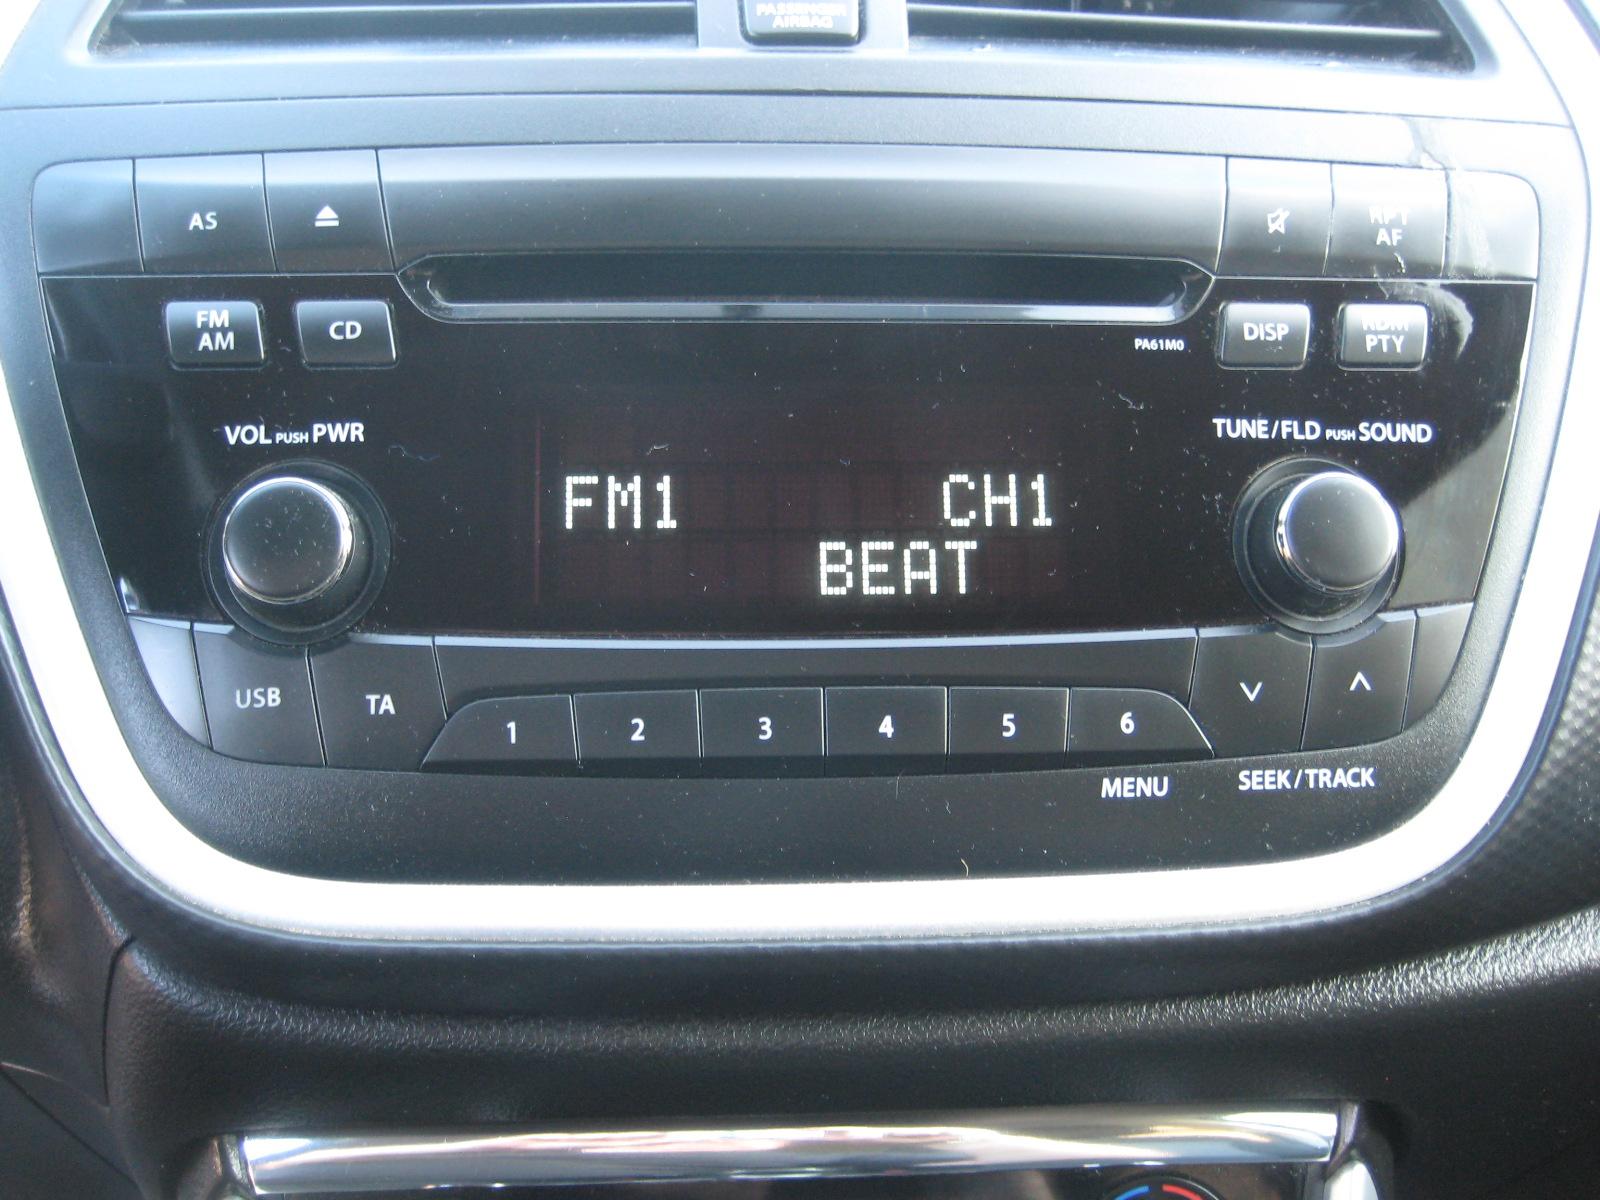 PASSENGER
AIRBAG
AS
RPT
AF
FM
AM
CD
PA61M0
DISP
RDM
PTY
VOL PUSH PWR
TUNE/FLD PUSH SOUND
FM1 CH1
BEAT
USB
TA
1 2 3 4 5 6
MENU
SEEK/TRACK